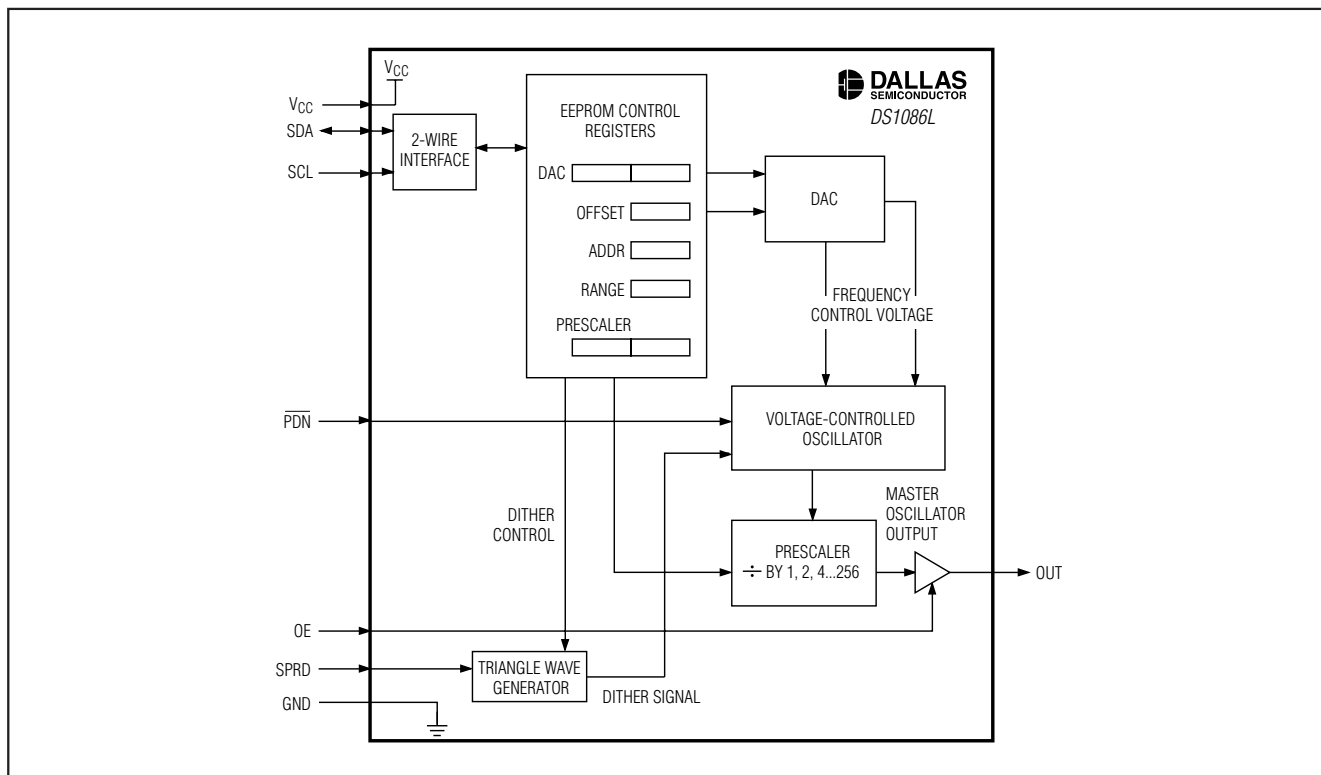 DALLAS
SEMICONDUCTOR
DS1086L
VCC
VCC
SDA
SCL
2-WIRE
INTERFACE
EEPROM CONTROL
REGISTERS
DAC
OFFSET
ADDR
RANGE
PRESCALER
DAC
FREQUENCY
CONTROL VOLTAGE
PDN
VOLTAGE-CONTROLLED
OSCILLATOR
DITHER
CONTROL
MASTER
OSCILLATOR
OUTPUT
PRESCALER
÷ BY 1, 2, 4...256
OUT
OE
SPRD
GND
TRIANGLE WAVE
GENERATOR
DITHER SIGNAL